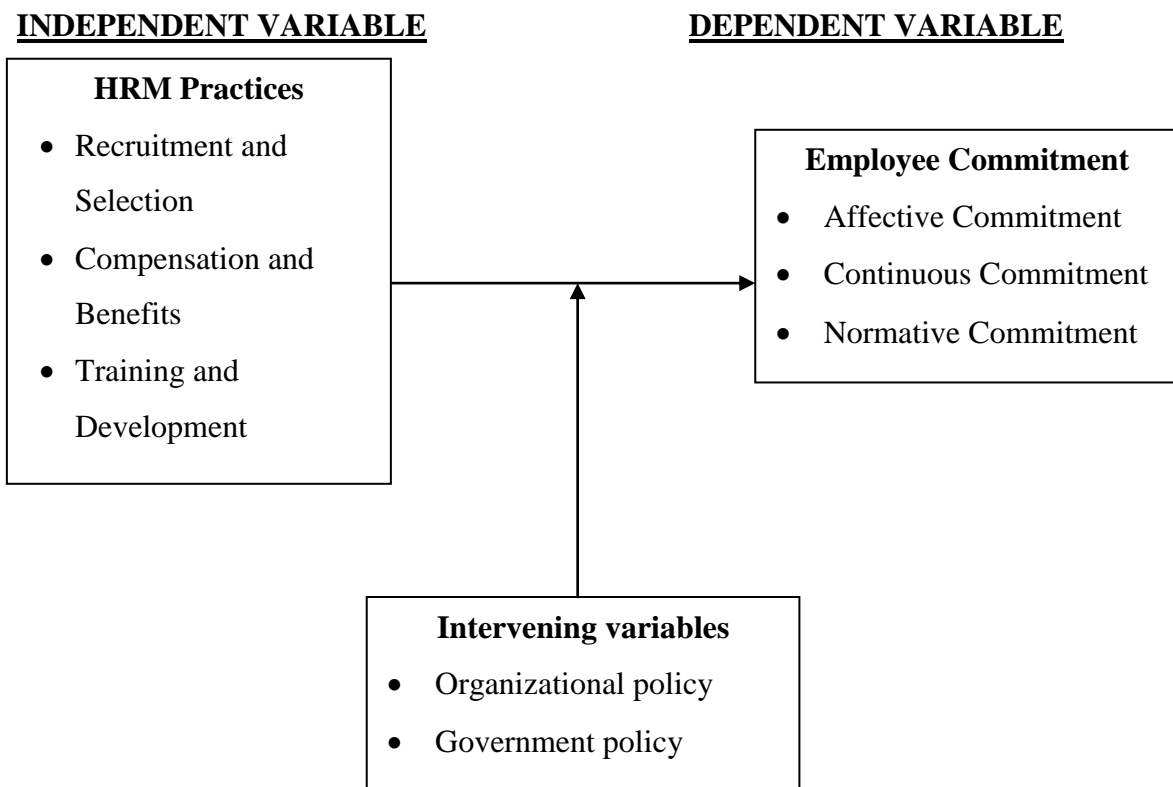 INDEPENDENT VARIABLE
DEPENDENT VARIABLE
HRM Practices
• Recruitment and
Selection
• Compensation and
Benefits
• Training and
Development
Employee Commitment
• Affective Commitment
• Continuous Commitment
• Normative Commitment
Intervening variables
• Organizational policy
• Government policy